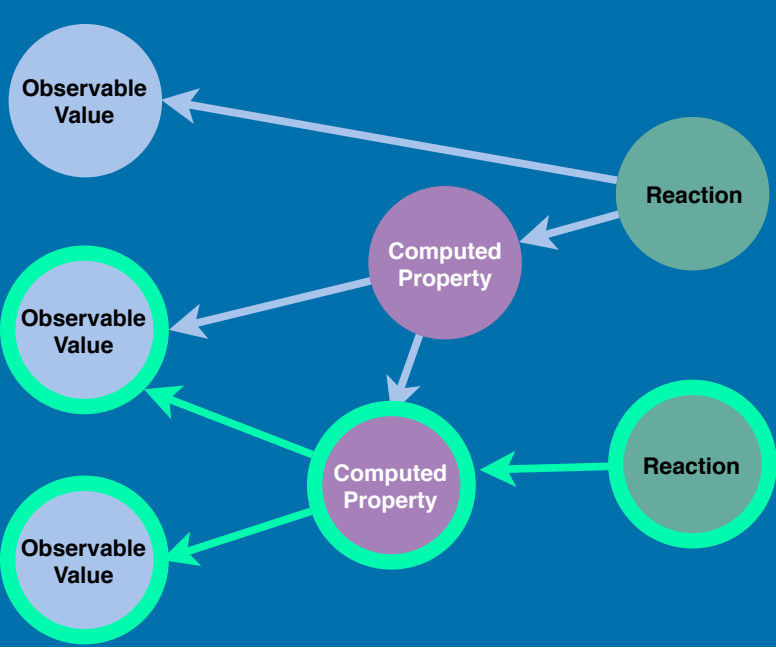 Observable
Value
Reaction
Computed
Property
Observable
Value
Computed
Property
Reaction
Observable
Value